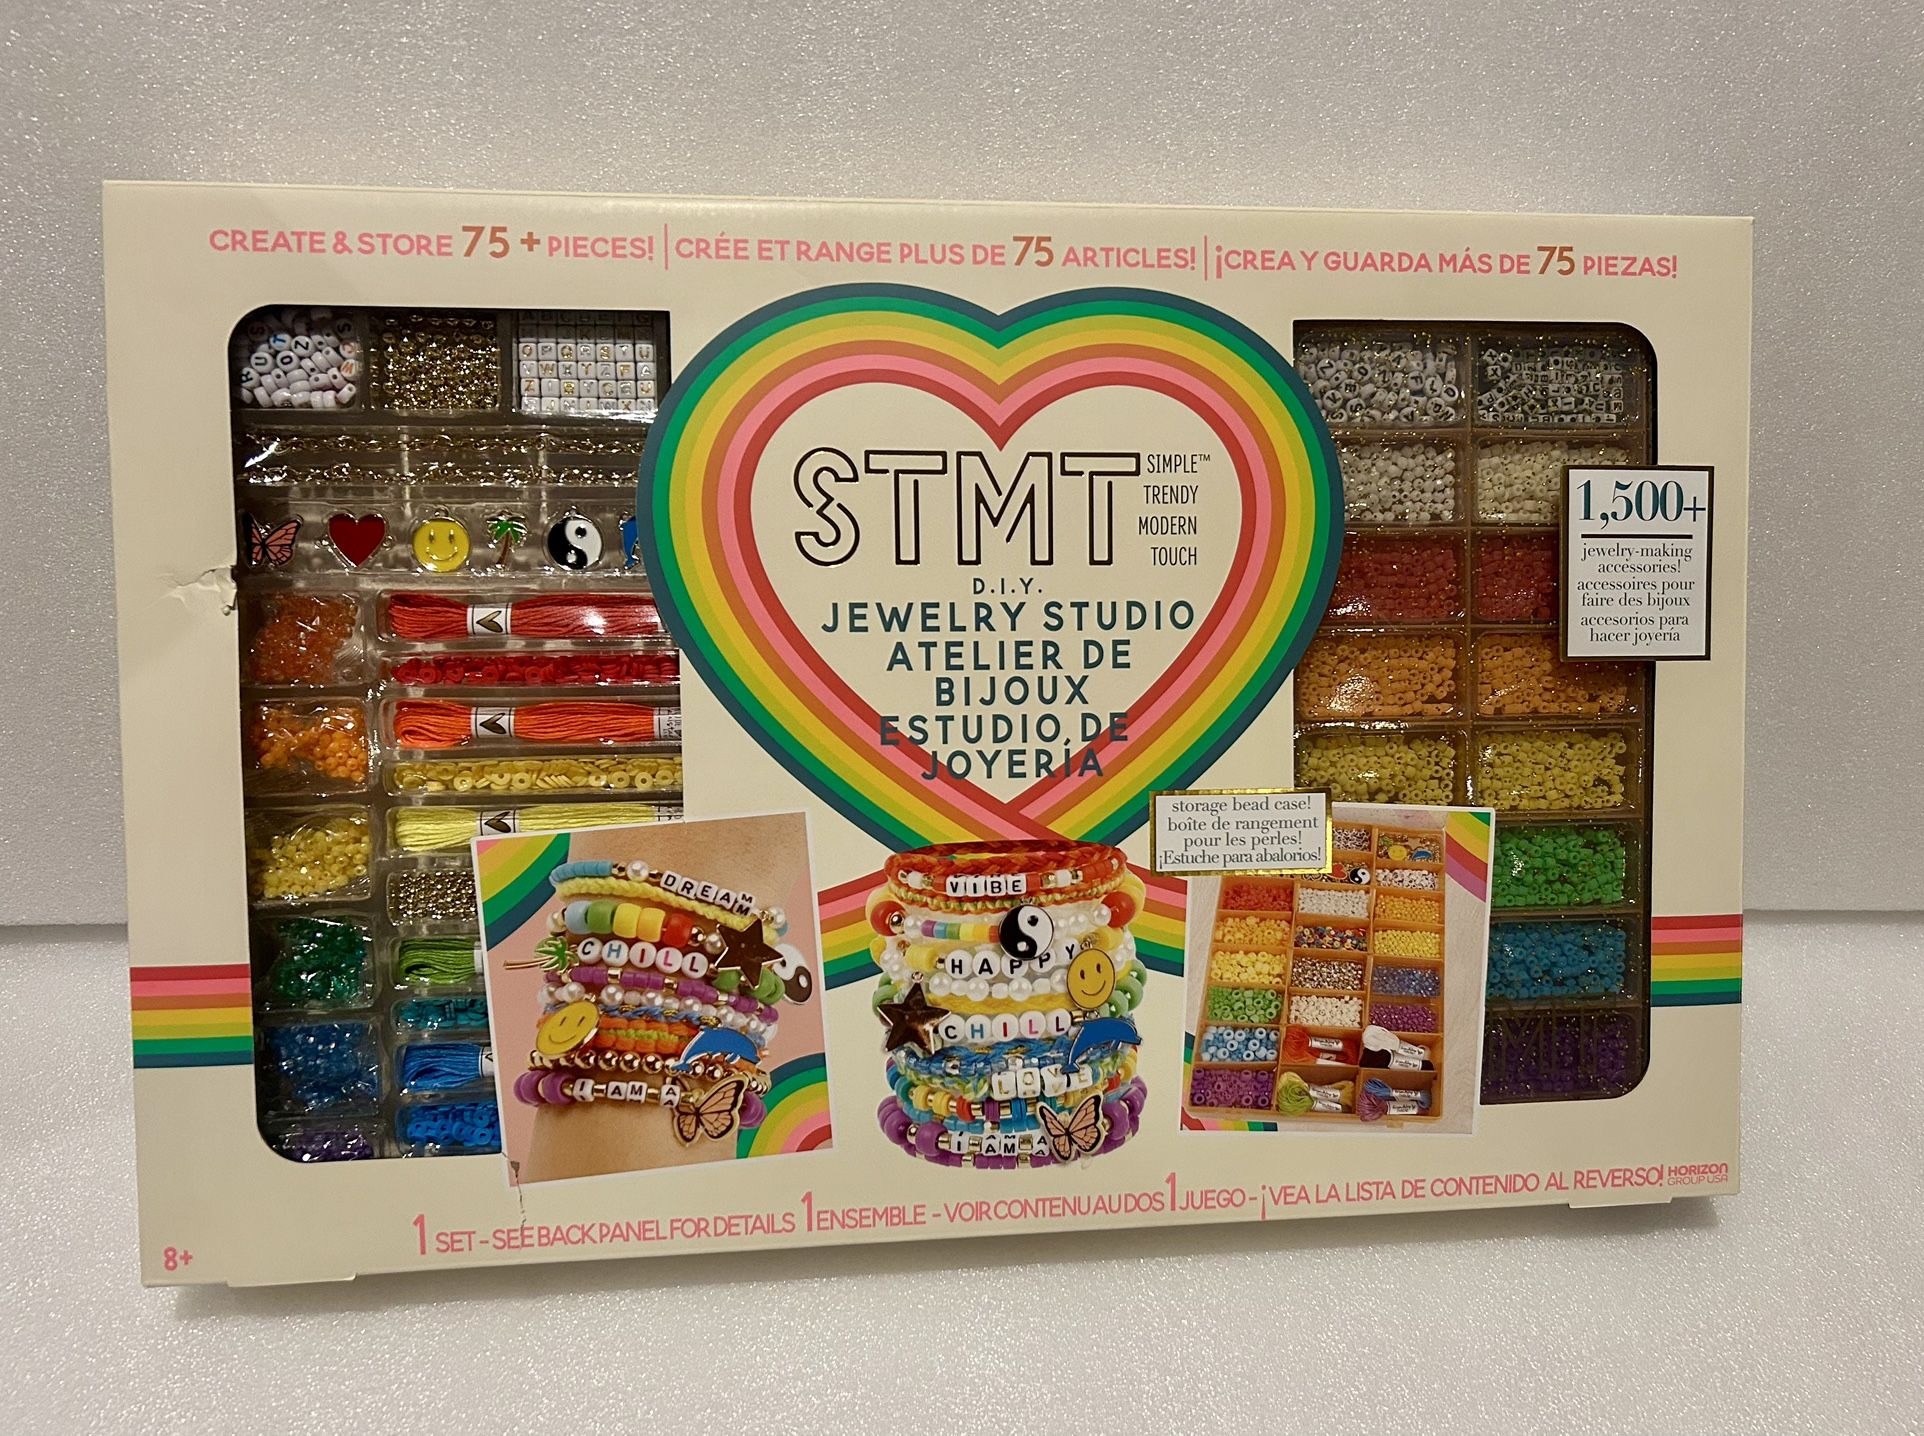 CREATE & STORE 75 + PIECES! | CRÉE ET RANGE PLUS DE 75 ARTICLES! | ¡CREA Y GUARDA MÁS DE 75 PIEZAS!
STMT
SIMPLE™
TRENDY
MODERN
TOUCH
D.I.Y.
JEWELRY STUDIO
ATELIER DE
BIJOUX
ESTUDIO DE
JOYERÍA
1,500+
jewelry-making
accessories!
accessoires pour
faire des bijoux
accesorios para
hacer joyería
storage bead case!
boîte de rangement
pour les perles!
¡Estuche para abalorios!
DREAM
CHILL
I AM A
VIBE
HAPPY
CHILL
LOVE
I AM A
1 SET - SEE BACK PANEL FOR DETAILS 1 ENSEMBLE - VOIR CONTENU AU DOS 1 JUEGO - ¡VEA LA LISTA DE CONTENIDO AL REVERSO!
HORIZON
GROUP USA
8+